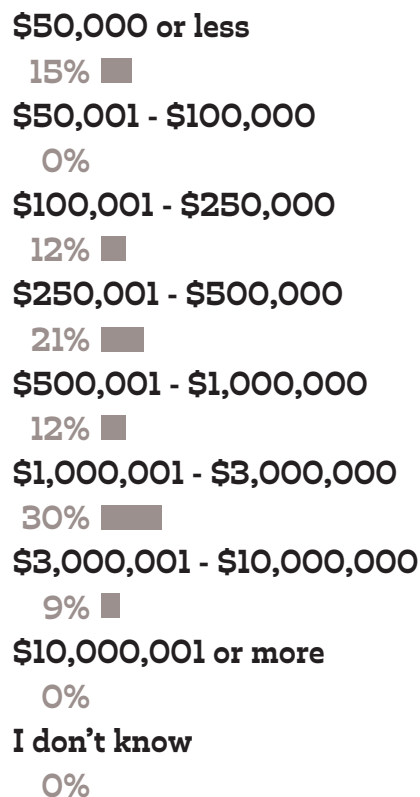 $50,000 or less
15%
$50,001 - $100,000
0%
$100,001 - $250,000
12%
$250,001 - $500,000
21%
$500,001 - $1,000,000
12%
$1,000,001 - $3,000,000
30%
$3,000,001 - $10,000,000
9%
$10,000,001 or more
0%
I don't know
0%